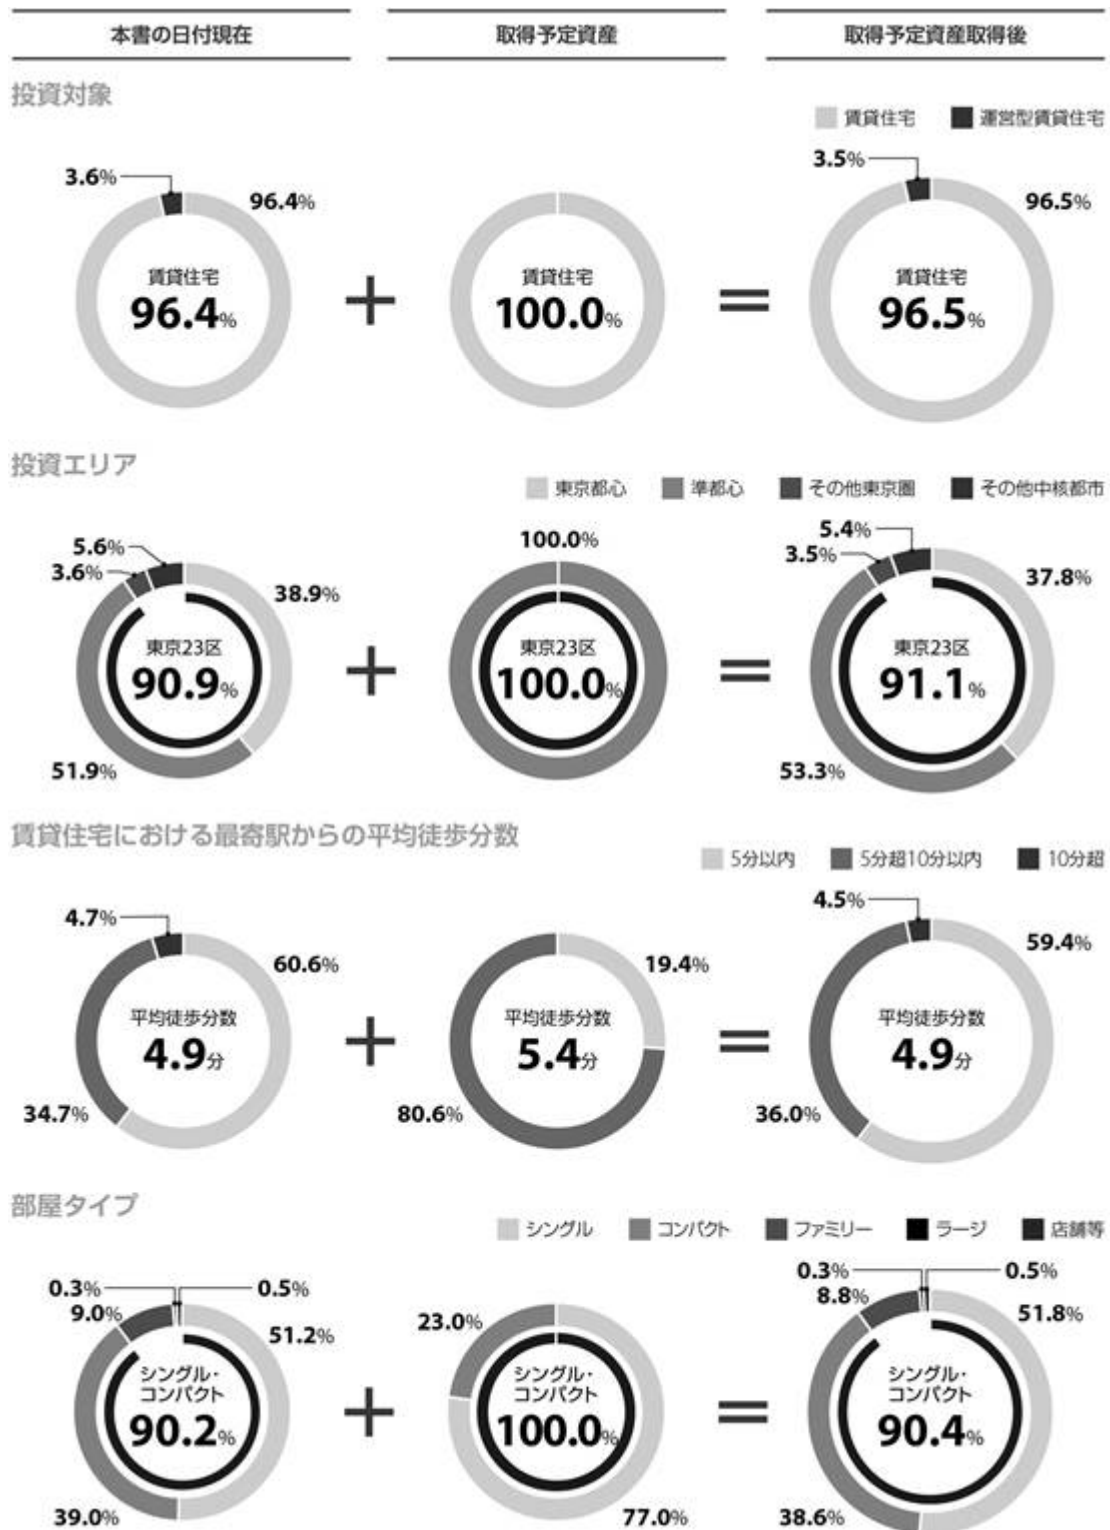 本書の日付現在
取得予定資産
取得予定資産取得後
投資対象
賃貸住宅
運営型賃貸住宅
3.6%
96.4%
賃貸住宅
96.4%
+
賃貸住宅
100.0%
=
3.5%
96.5%
賃貸住宅
96.5%
投資エリア
東京都心
準都心
その他東京圏
その他中核都市
5.6%
3.6%
38.9%
東京23区
90.9%
51.9%
+
100.0%
東京23区
100.0%
=
5.4%
3.5%
37.8%
東京23区
91.1%
53.3%
賃貸住宅における最寄駅からの平均徒歩分数
5分以内
5分超10分以内
10分超
4.7%
60.6%
平均徒歩分数
4.9分
34.7%
+
19.4%
平均徒歩分数
5.4分
80.6%
=
4.5%
59.4%
平均徒歩分数
4.9分
36.0%
部屋タイプ
シングル
コンパクト
ファミリー
ラージ
店舗等
0.3%
0.5%
9.0%
51.2%
シングル・
コンパクト
90.2%
39.0%
+
23.0%
シングル・
コンパクト
100.0%
77.0%
=
0.3%
0.5%
8.8%
51.8%
シングル・
コンパクト
90.4%
38.6%